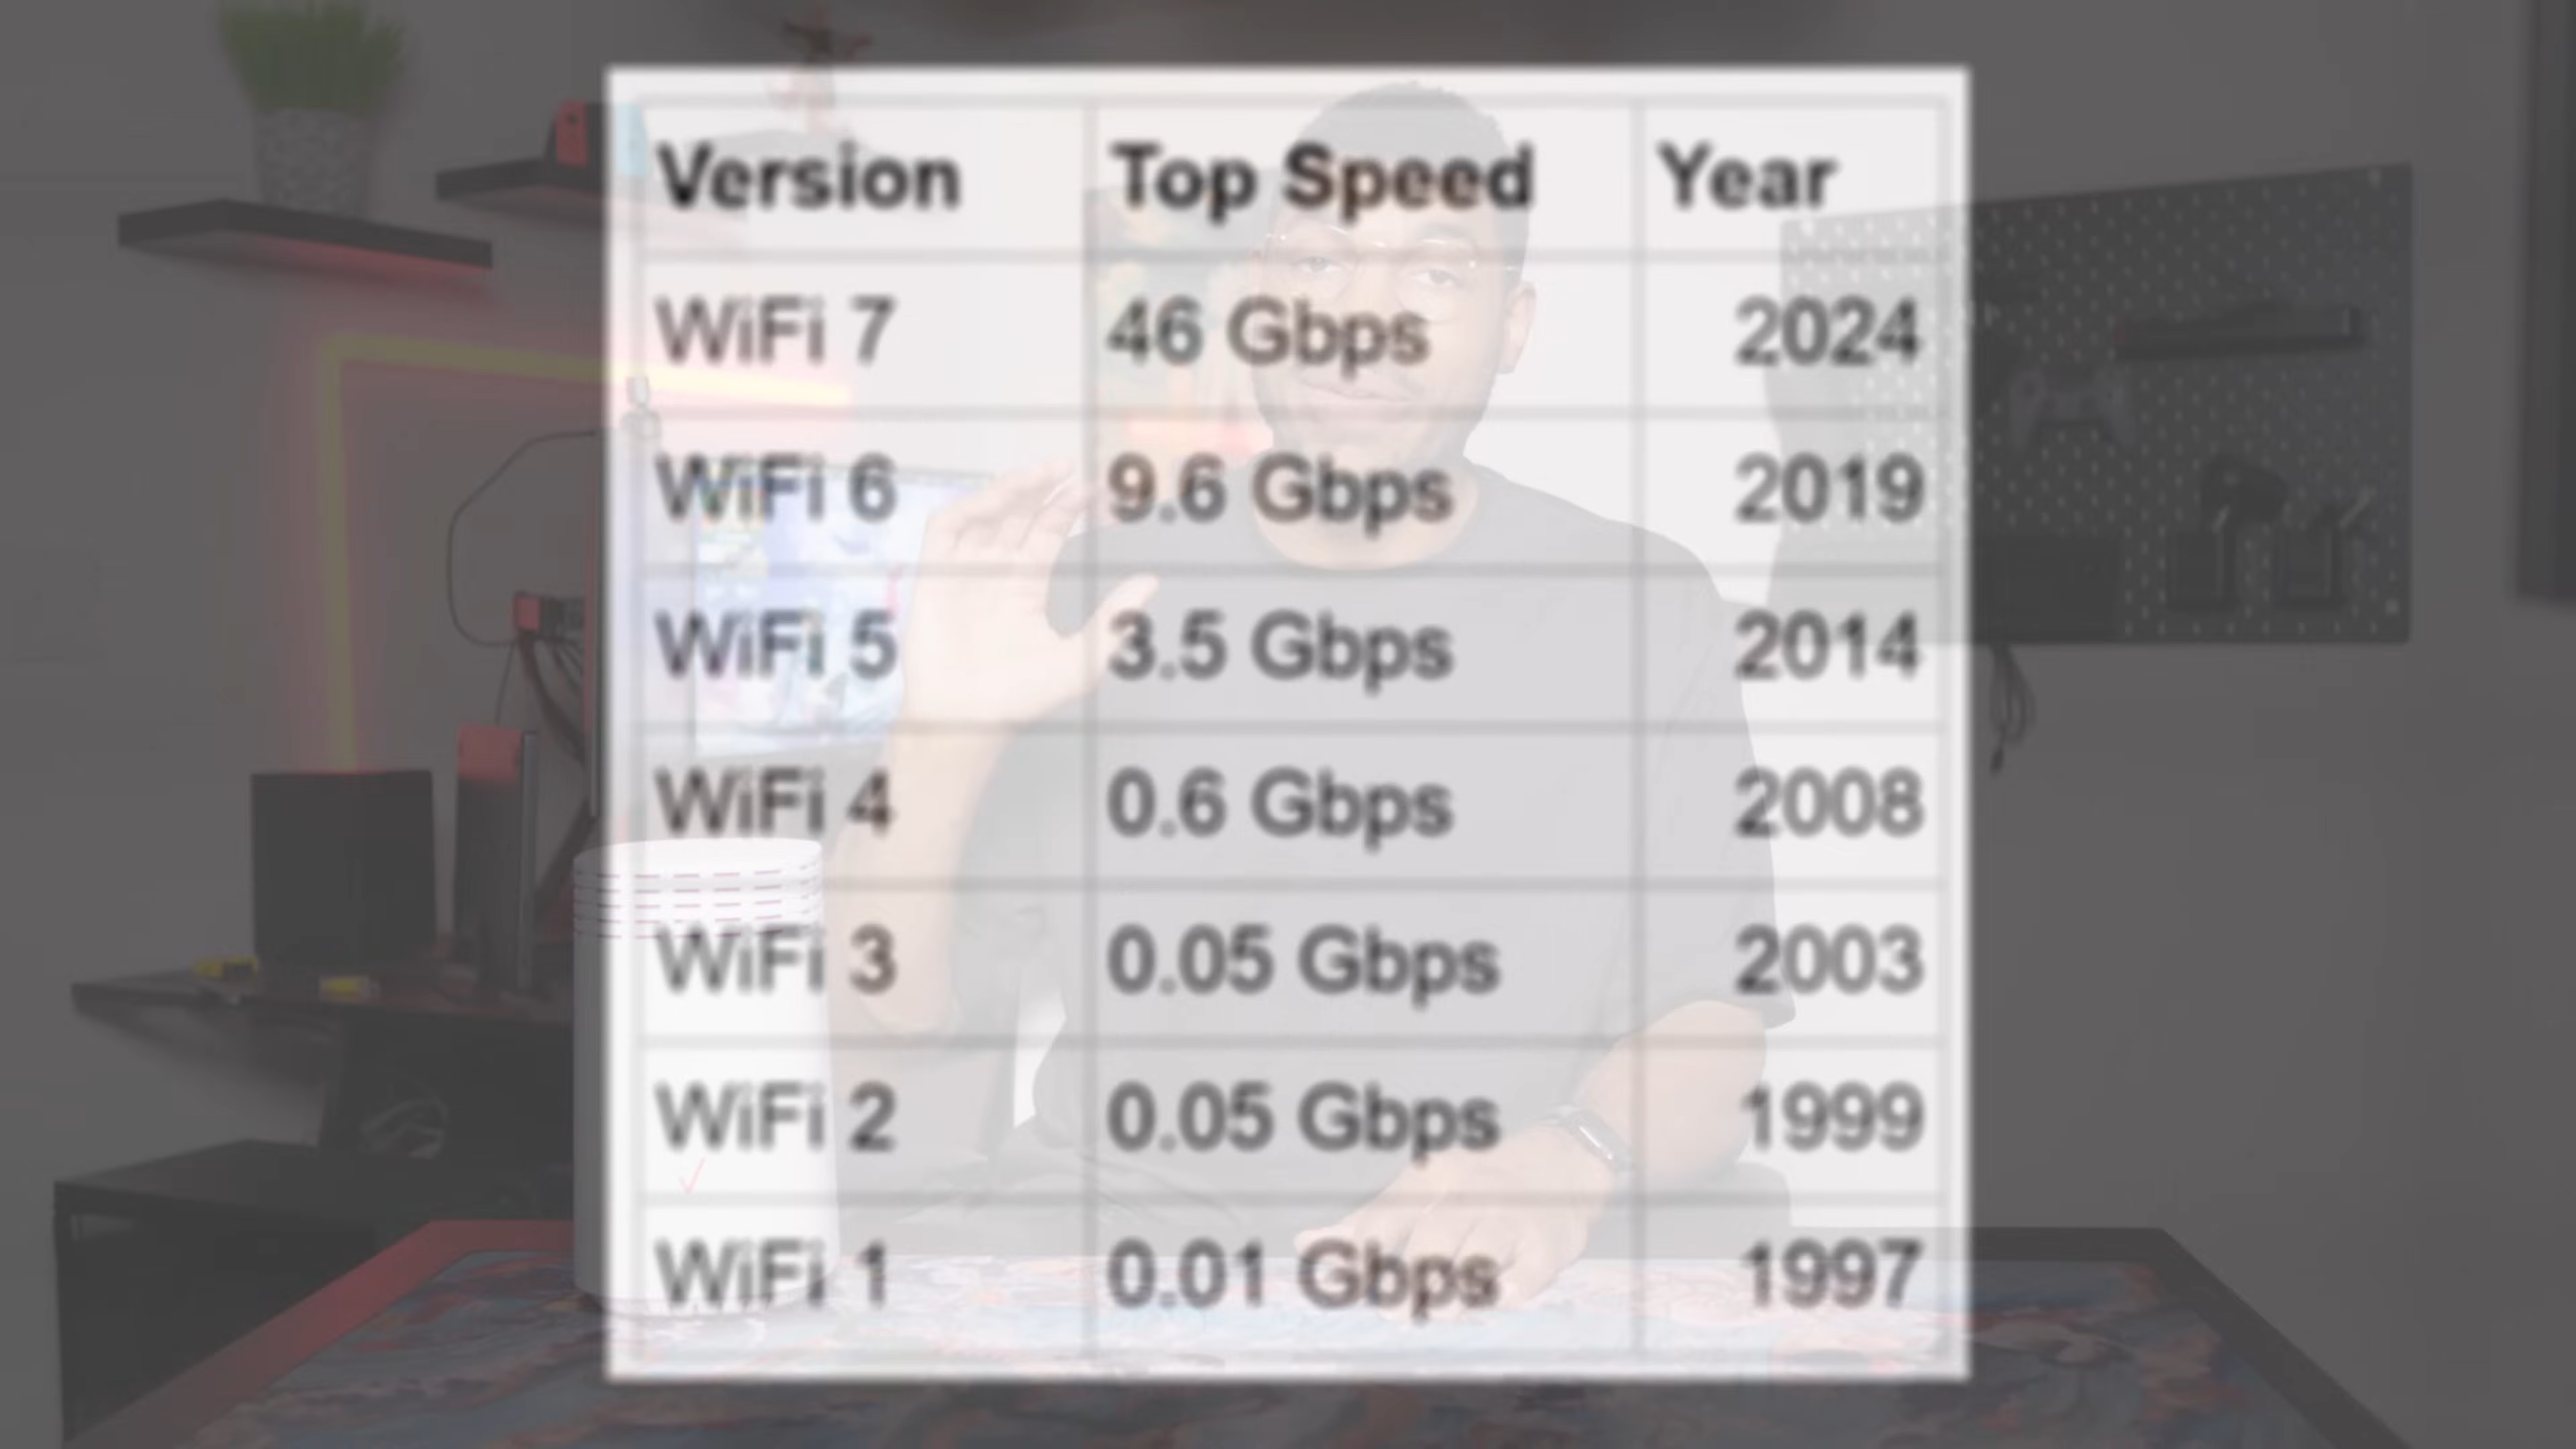 Version Top Speed Year
WiFi 7 46 Gbps 2024
WiFi 6 9.6 Gbps 2019
WiFi 5 3.5 Gbps 2014
WiFi 4 0.6 Gbps 2008
WiFi 3 0.05 Gbps 2003
WiFi 2 0.05 Gbps 1999
WiFi 1 0.01 Gbps 1997